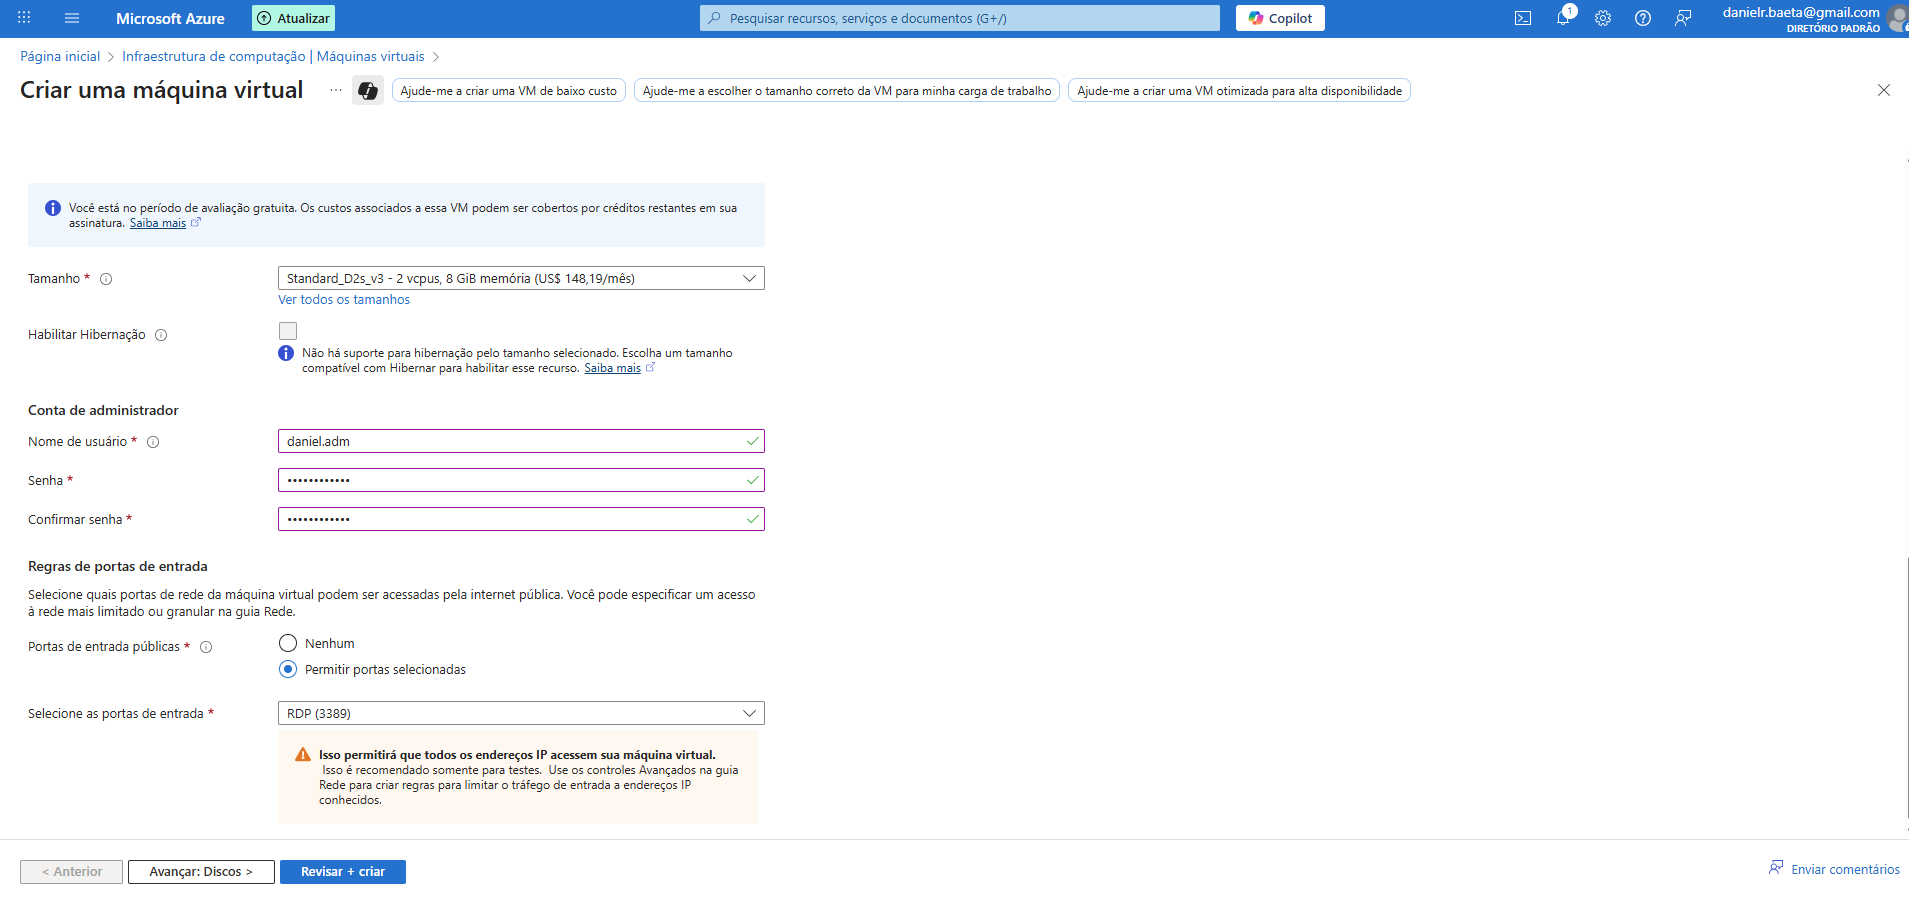 Microsoft Azure
Atualizar
Pesquisar recursos, serviços e documentos (G+/)
Copilot
1
danielr.baeta@gmail.com
DIRETÓRIO PADRÃO
Página inicial > Infraestrutura de computação | Máquinas virtuais >
Criar uma máquina virtual ...
Ajude-me a criar uma VM de baixo custo
Ajude-me a escolher o tamanho correto da VM para minha carga de trabalho
Ajude-me a criar uma VM otimizada para alta disponibilidade
Você está no período de avaliação gratuita. Os custos associados a essa VM podem ser cobertos por créditos restantes em sua
assinatura. Saiba mais
Tamanho *
Standard_D2s_v3 - 2 vcpus, 8 GiB memória (US$ 148,19/mês)
Ver todos os tamanhos
Habilitar Hibernação
Não há suporte para hibernação pelo tamanho selecionado. Escolha um tamanho
compatível com Hibernar para habilitar esse recurso. Saiba mais
Conta de administrador
Nome de usuário *
daniel.adm
Senha *
••••••••••••
Confirmar senha *
••••••••••••
Regras de portas de entrada
Selecione quais portas de rede da máquina virtual podem ser acessadas pela internet pública. Você pode especificar um acesso
à rede mais limitado ou granular na guia Rede.
Portas de entrada públicas *
Nenhum
Permitir portas selecionadas
Selecione as portas de entrada *
RDP (3389)
Isso permitirá que todos os endereços IP acessem sua máquina virtual.
Isso é recomendado somente para testes. Use os controles Avançados na guia
Rede para criar regras para limitar o tráfego de entrada a endereços IP
conhecidos.
< Anterior
Avançar: Discos >
Revisar + criar
Enviar comentários